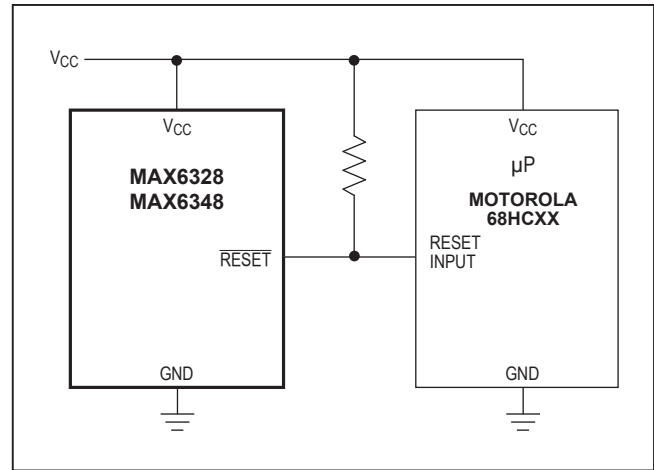 VCC
VCC
MAX6328
MAX6348
RESET
GND
VCC
µP
MOTOROLA
68HCXX
RESET
INPUT
GND